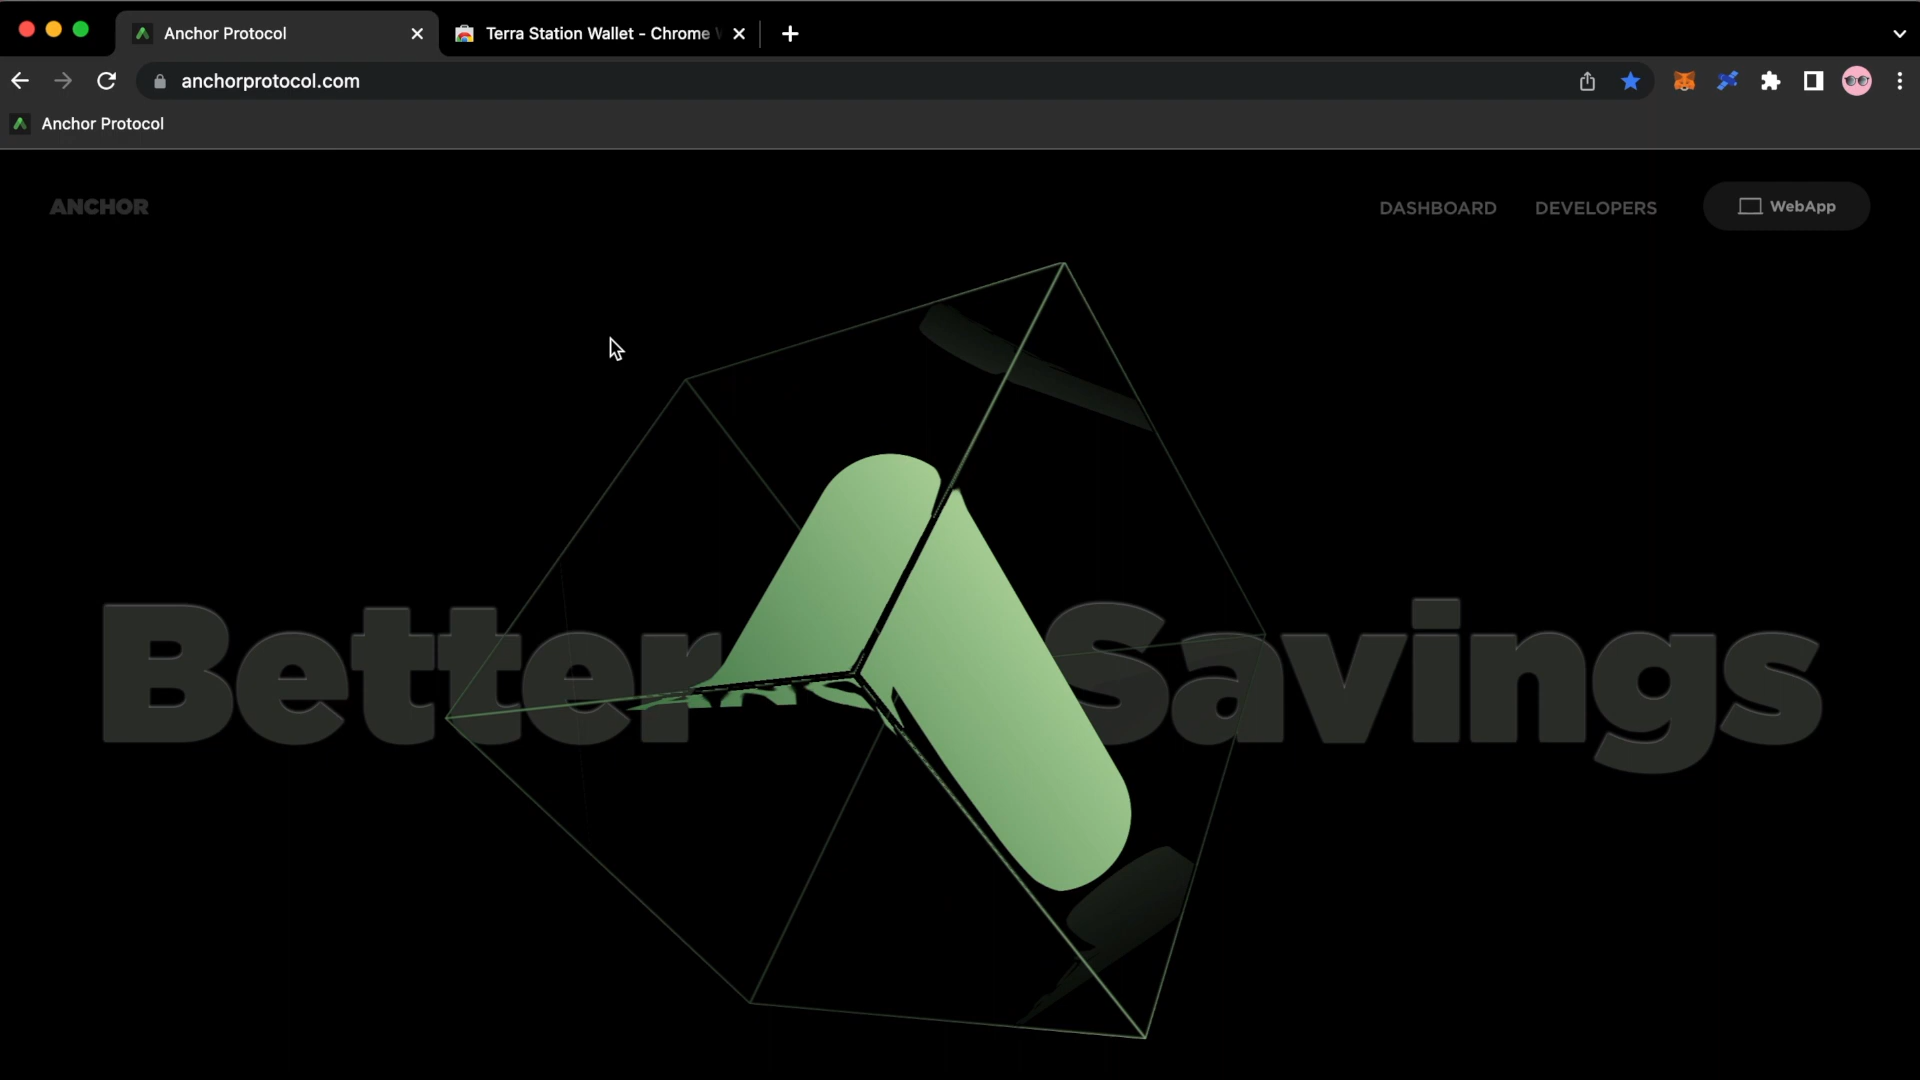 Anchor Protocol
Terra Station Wallet - Chrome
anchorprotocol.com
Anchor Protocol
ANCHOR
DASHBOARD
DEVELOPERS
WebApp
Better Savings